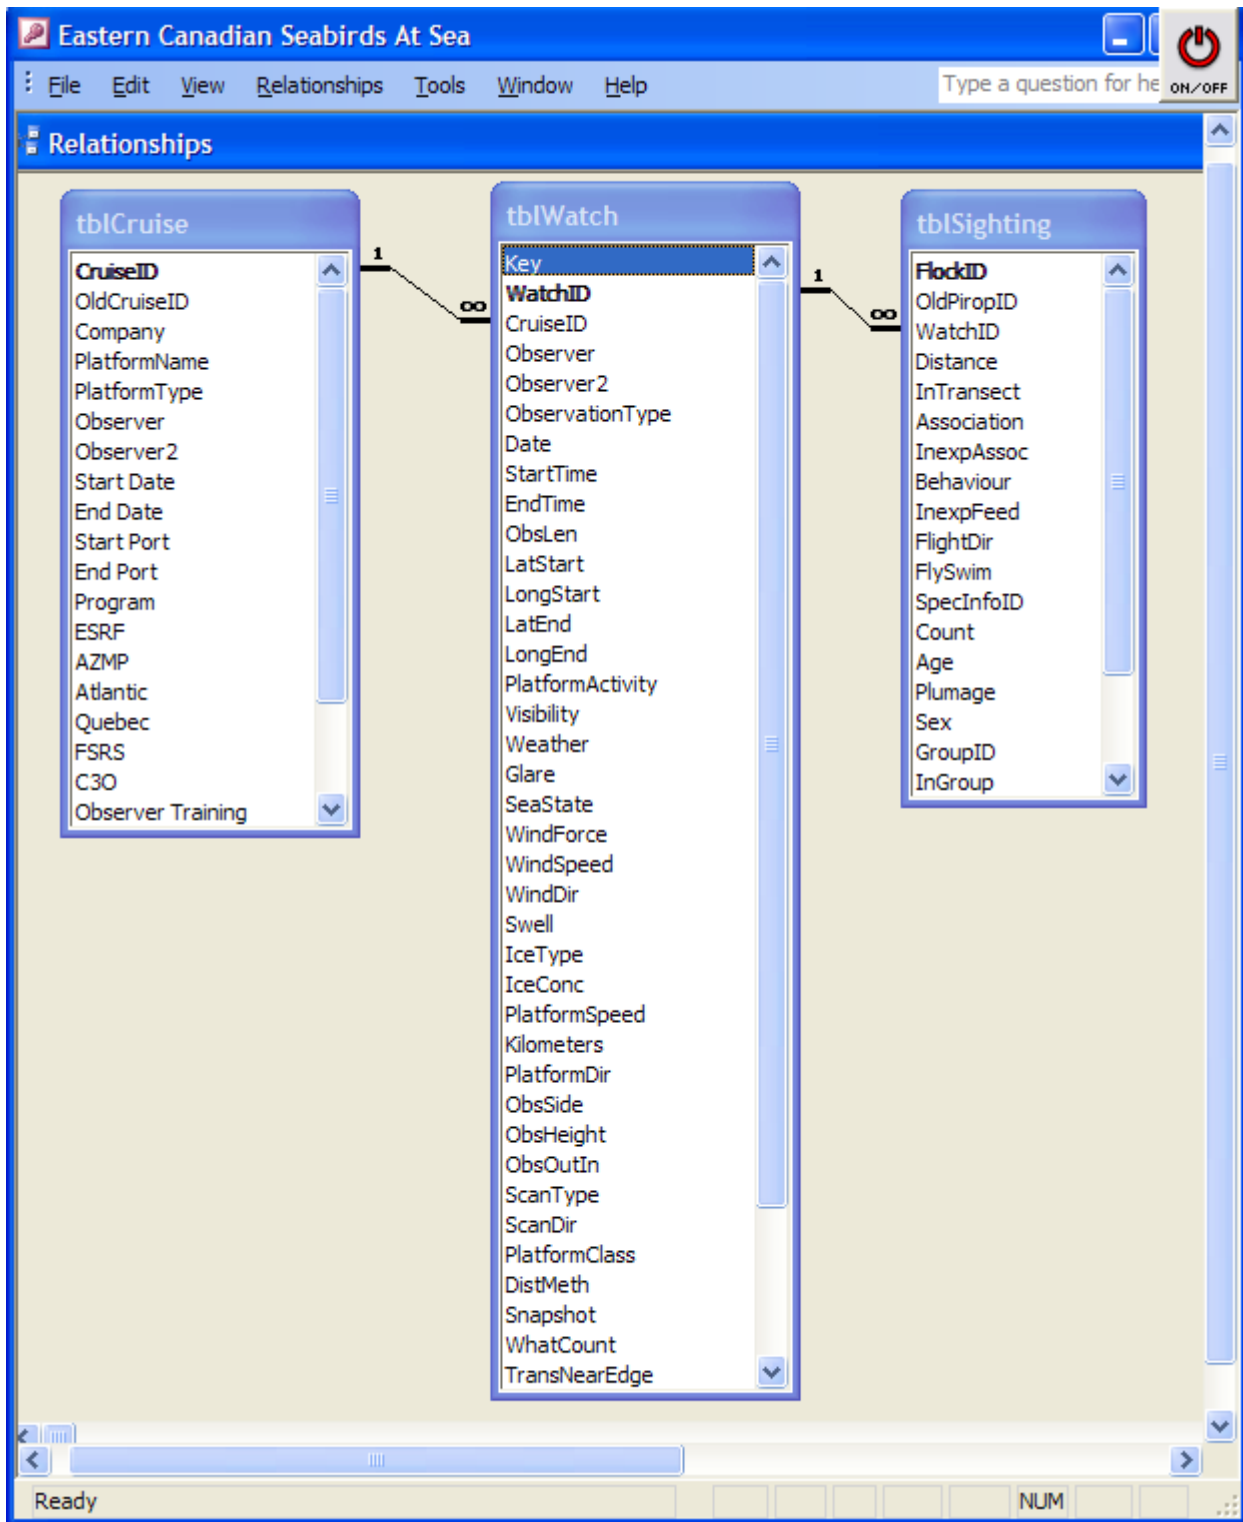 Eastern Canadian Seabirds At Sea
ON/OFF
File Edit View Relationships Tools Window Help
Type a question for he
Relationships
tblCruise
CruiseID
OldCruiseID
Company
PlatformName
PlatformType
Observer
Observer2
Start Date
End Date
Start Port
End Port
Program
ESRF
AZMP
Atlantic
Quebec
FSRS
C3O
Observer Training
1
∞
tblWatch
Key
WatchID
CruiseID
Observer
Observer2
ObservationType
Date
StartTime
EndTime
ObsLen
LatStart
LongStart
LatEnd
LongEnd
PlatformActivity
Visibility
Weather
Glare
SeaState
WindForce
WindSpeed
WindDir
Swell
IceType
IceConc
PlatformSpeed
Kilometers
PlatformDir
ObsSide
ObsHeight
ObsOutIn
ScanType
ScanDir
PlatformClass
DistMeth
Snapshot
WhatCount
TransNearEdge
1
∞
tblSighting
FlockID
OldPiropID
WatchID
Distance
InTransect
Association
InexpAssoc
Behaviour
InexpFeed
FlightDir
FlySwim
SpecInfoID
Count
Age
Plumage
Sex
GroupID
InGroup
Ready
NUM